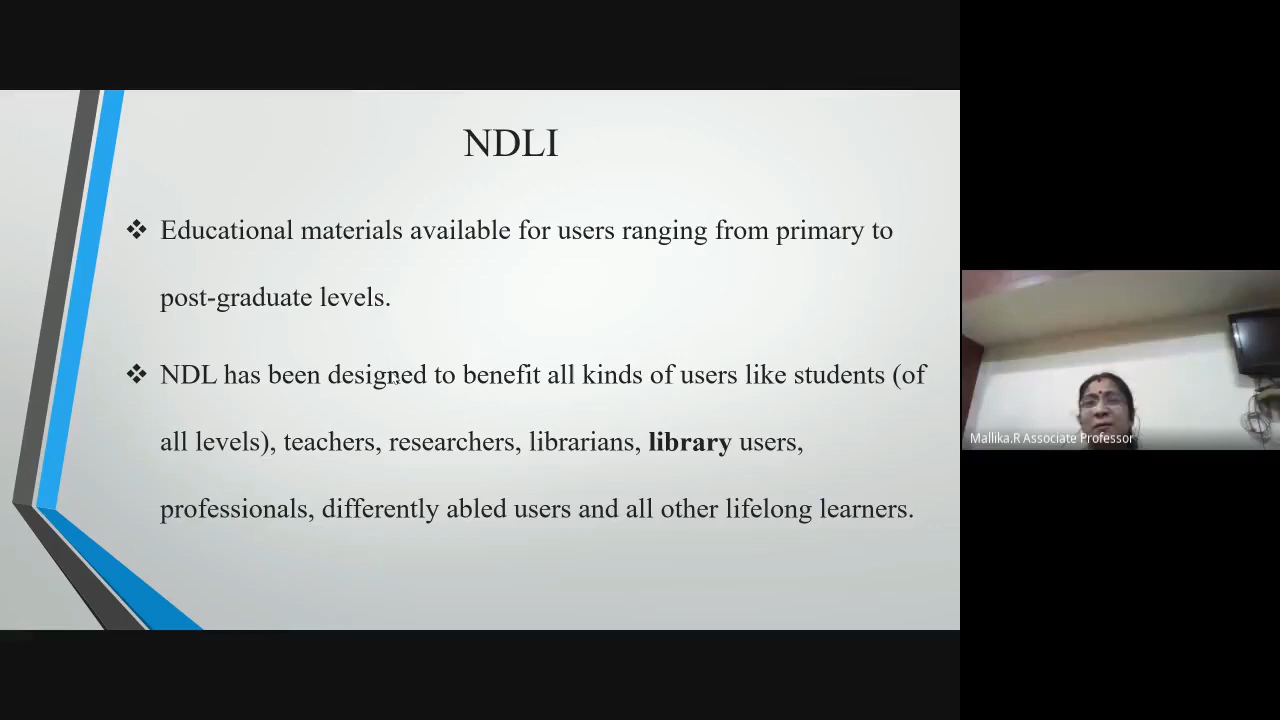 NDLI
❖ Educational materials available for users ranging from primary to
post-graduate levels.
❖ NDL has been designed to benefit all kinds of users like students (of
all levels), teachers, researchers, librarians, library users,
professionals, differently abled users and all other lifelong learners.
Mallika.R Associate Professor